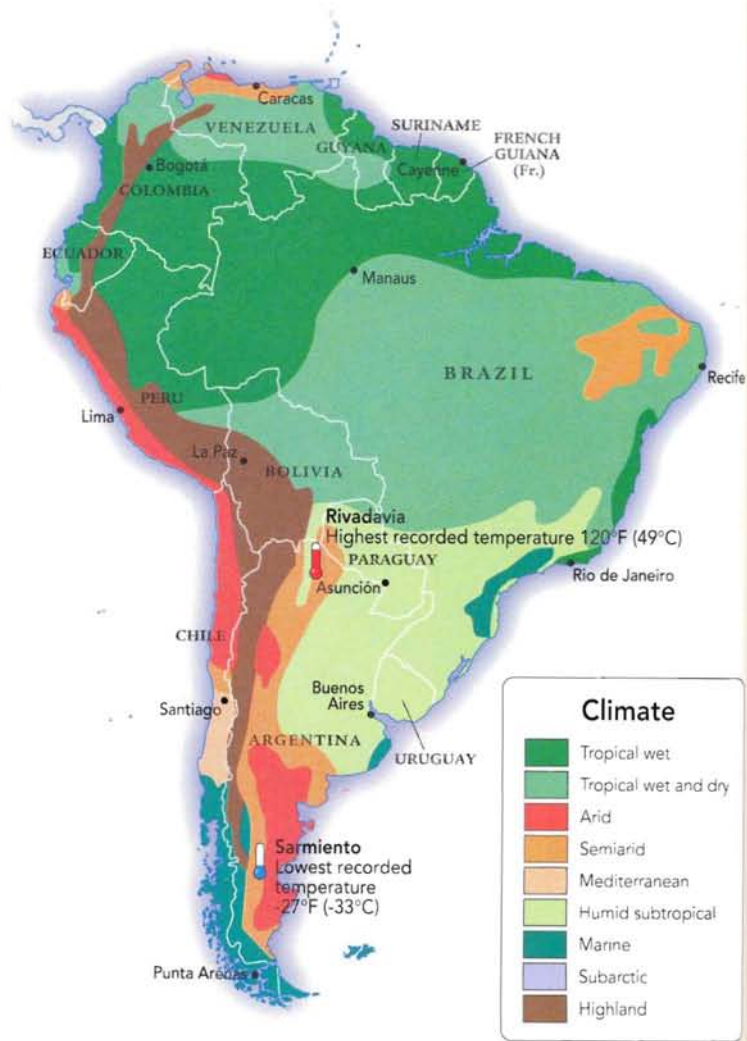 Caracas
VENEZUELA
SURINAME
GUYANA
FRENCH
GUIANA
(Fr.)
Cayenne
Bogotá
COLOMBIA
ECUADOR
Manaus
BRAZIL
Recife
PERU
Lima
La Paz
BOLIVIA
Rivadavia
Highest recorded temperature 120°F (49°C)
PARAGUAY
Asunción
Rio de Janeiro
CHILE
Santiago
Buenos
Aires
ARGENTINA
URUGUAY
Sarmiento
Lowest recorded
temperature
-27°F (-33°C)
Punta Arenas
Climate
Tropical wet
Tropical wet and dry
Arid
Semiarid
Mediterranean
Humid subtropical
Marine
Subarctic
Highland